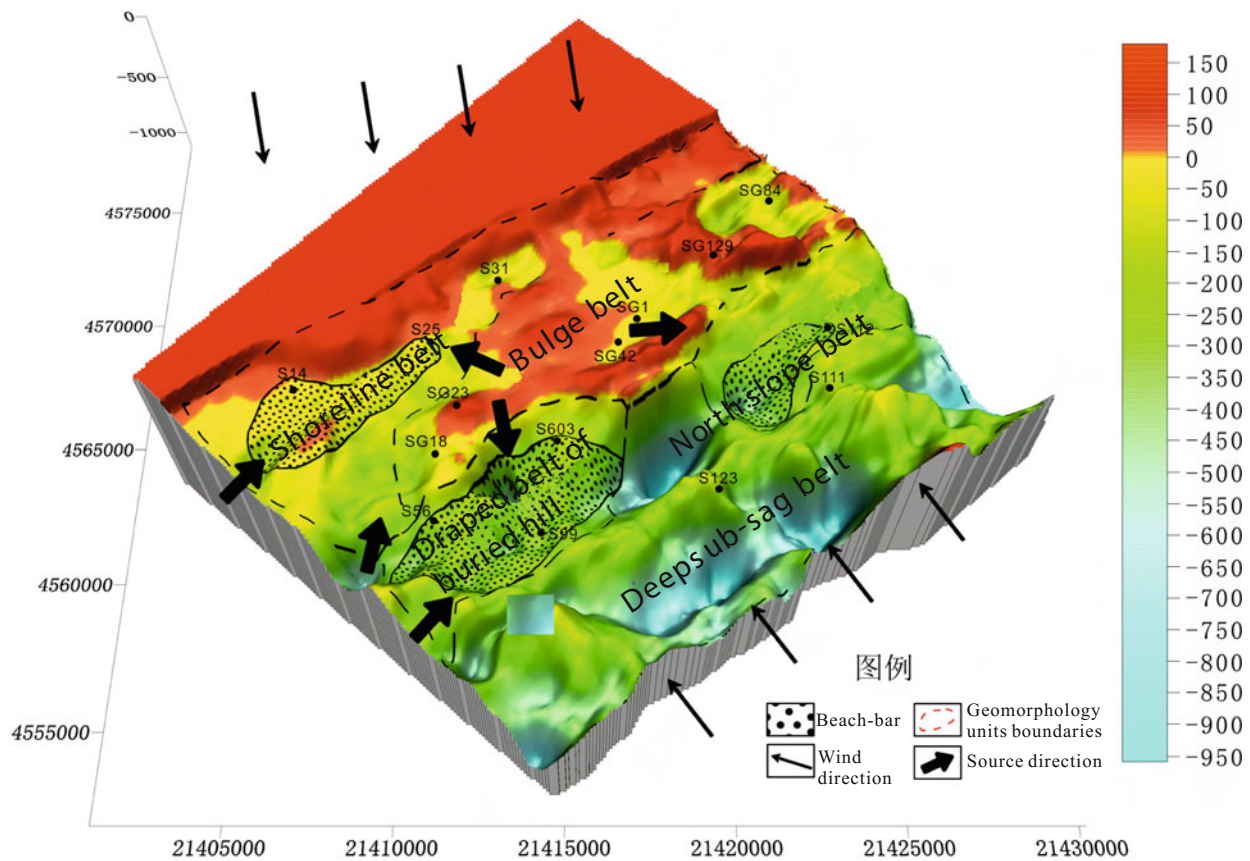 0
-500
-1000
4575000
4570000
4565000
4560000
4555000
21405000
21410000
21415000
21420000
21425000
21430000
150
100
50
0
-50
-100
-150
-200
-250
-300
-350
-400
-450
-500
-550
-600
-650
-700
-750
-800
-850
-900
-950
SG84
SG129
S31
SG1
SG42
S25
S14
SG23
SG18
S603
S56
S99
S111
S123
Bulge belt
Shoreline belt
North slope belt
Draped belt of
buried hill
Deep sub-sag belt
图例
Beach-bar
Geomorphology
units boundaries
Wind
direction
Source direction